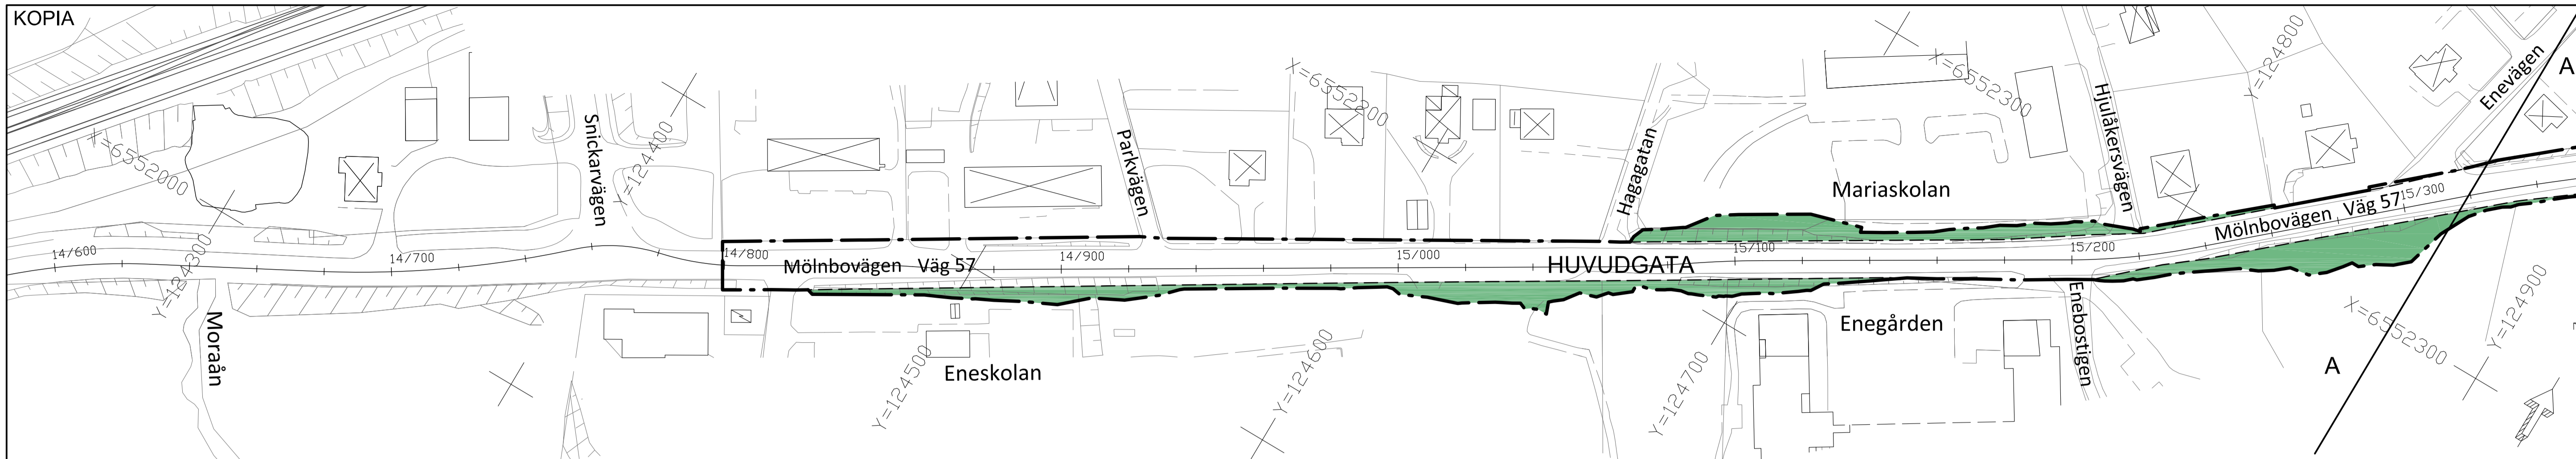 KOPIA
X=6552000
Snickarvägen
Y=124400
Parkvägen
X=6552200
Hagagatan
X=6552300
Hjulåkersvägen
Y=124800
Enevägen
A
Mariaskolan
14/600
Y=124300
14/700
14/800
Mölnbovägen Väg 57
14/900
15/000
HUVUDGATA
15/100
15/200
Mölnbovägen Väg 57
15/300
Moraån
Y=124500
Eneskolan
Y=124600
Y=124700
Enegården
Enebostigen
A
X=6552300
Y=124900